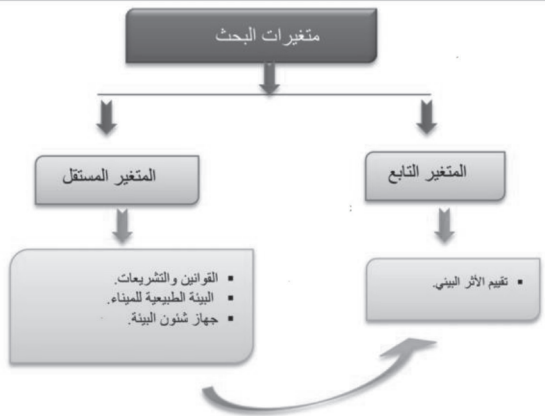 متغيرات البحث
المتغير التابع
المتغير المستقل
▪ تقييم الأثر البيئي.
▪ القوانين والتشريعات.
▪ البيئة الطبيعية للميناء.
▪ جهاز شئون البيئة.